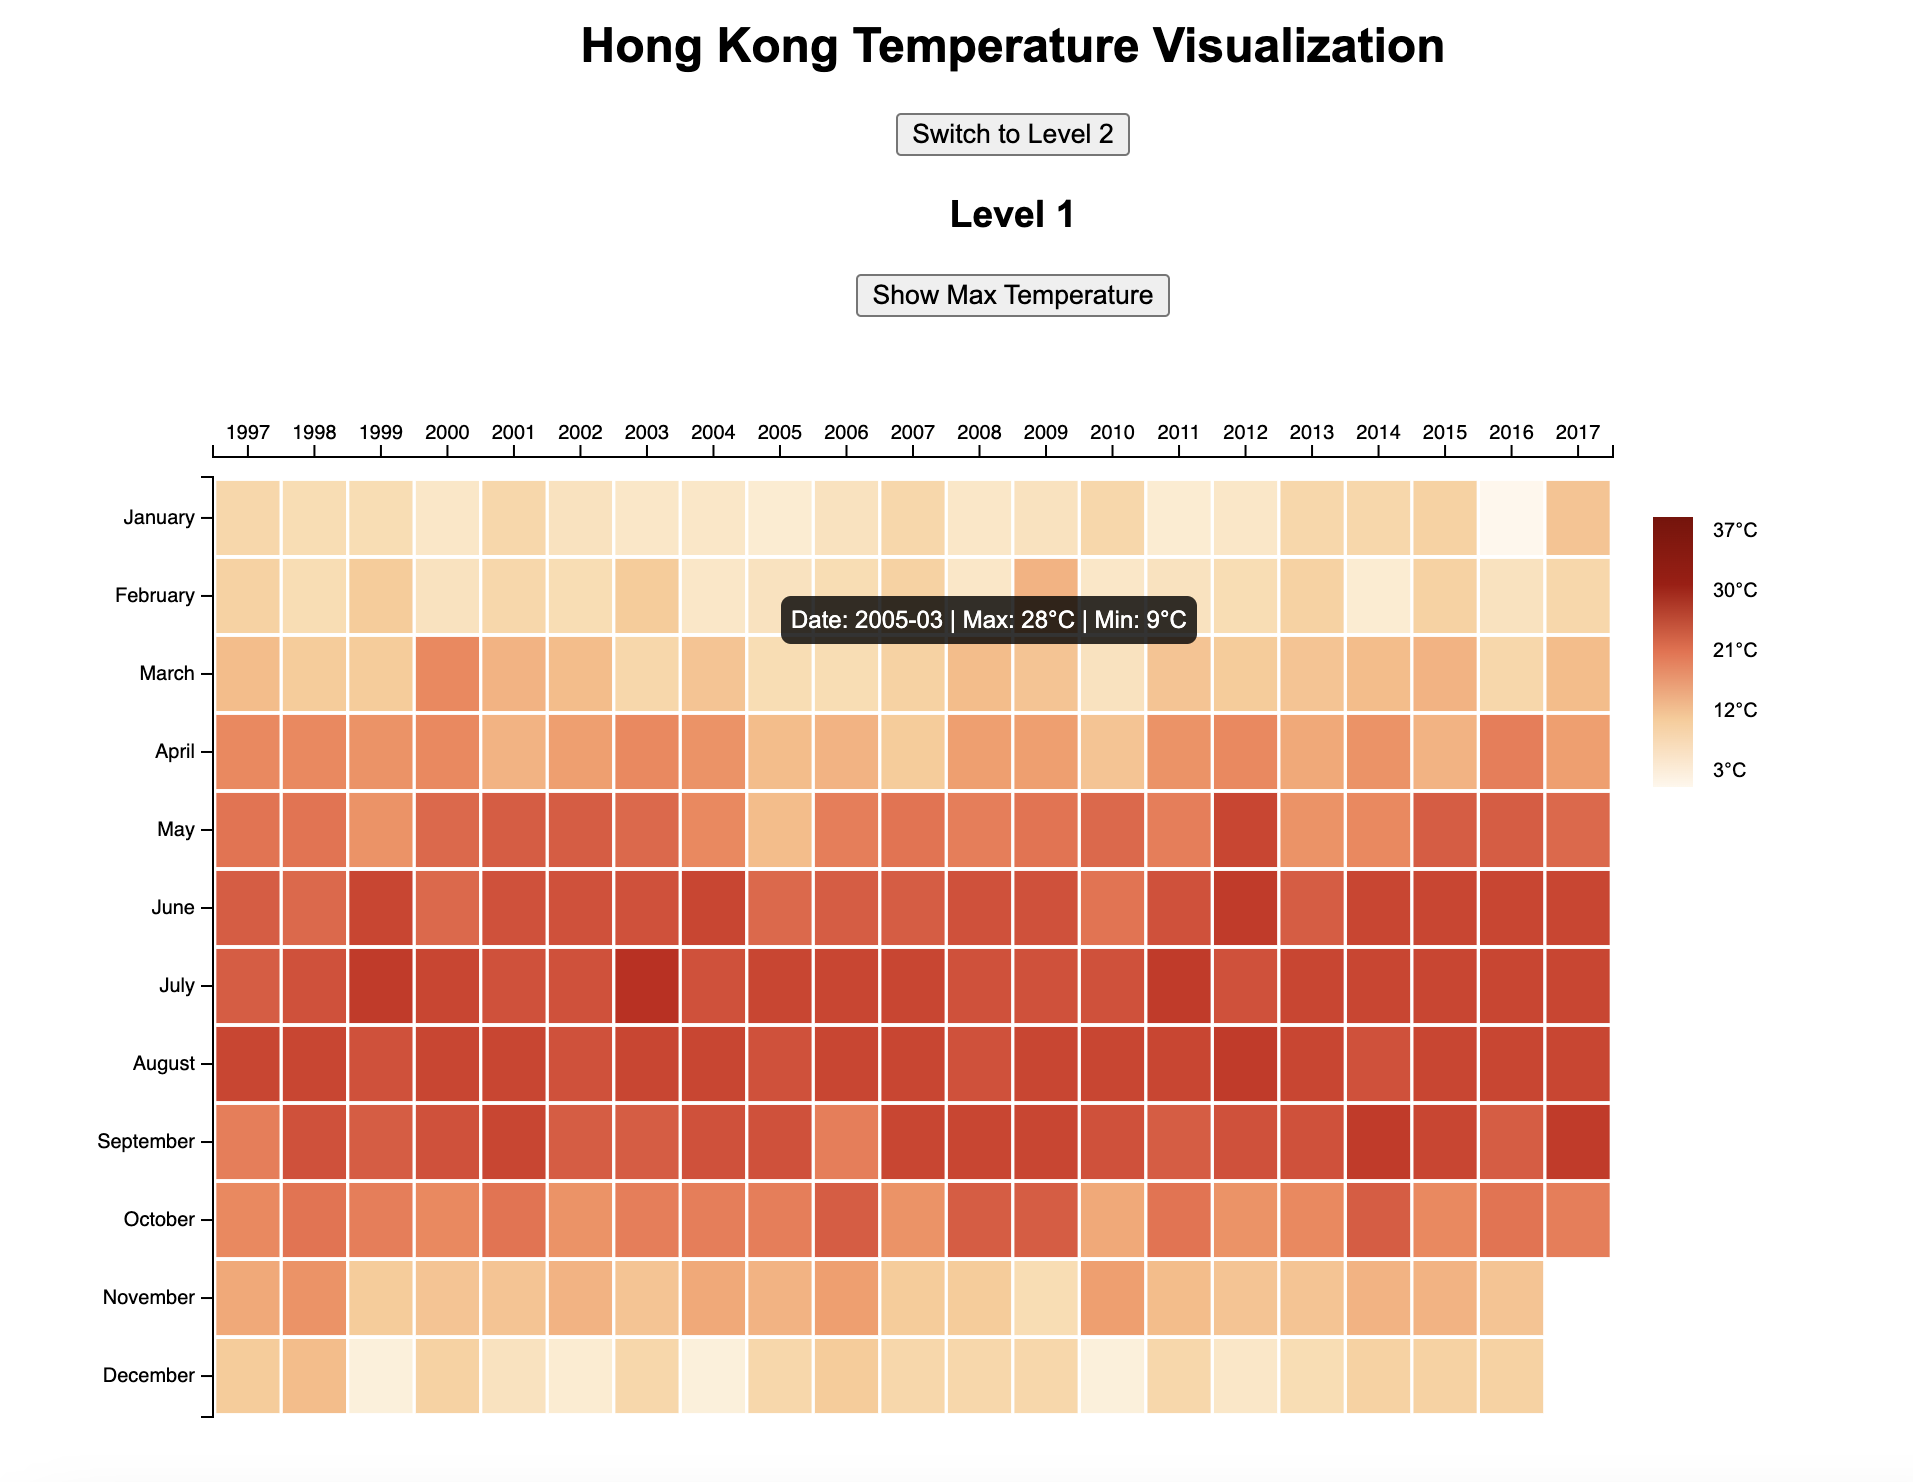 Hong Kong Temperature Visualization
Switch to Level 2
Level 1
Show Max Temperature
1997 1998 1999 2000 2001 2002 2003 2004 2005 2006 2007 2008 2009 2010 2011 2012 2013 2014 2015 2016 2017
January
37°C
30°C
February
Date: 2005-03 | Max: 28°C | Min: 9°C
21°C
March
12°C
April
3°C
May
June
July
August
September
October
November
December